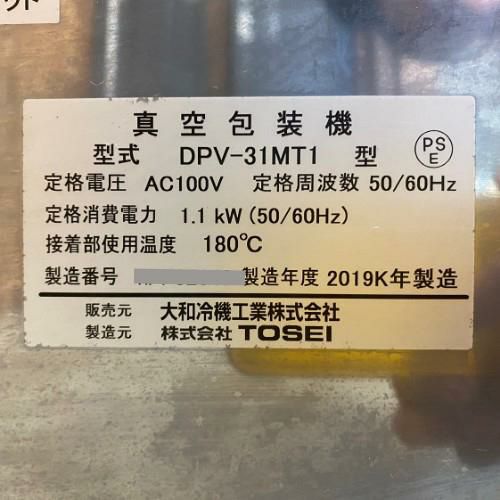 ット
真空包装機
型式 DPV-31MT1 型 PSE
定格電圧 AC100V 定格周波数 50/60Hz
定格消費電力 1.1 kW (50/60Hz)
接着部使用温度 180℃
製造番号 製造年度 2019K年製造
販売元 大和冷機工業株式会社
製造元 株式会社 TOSEI